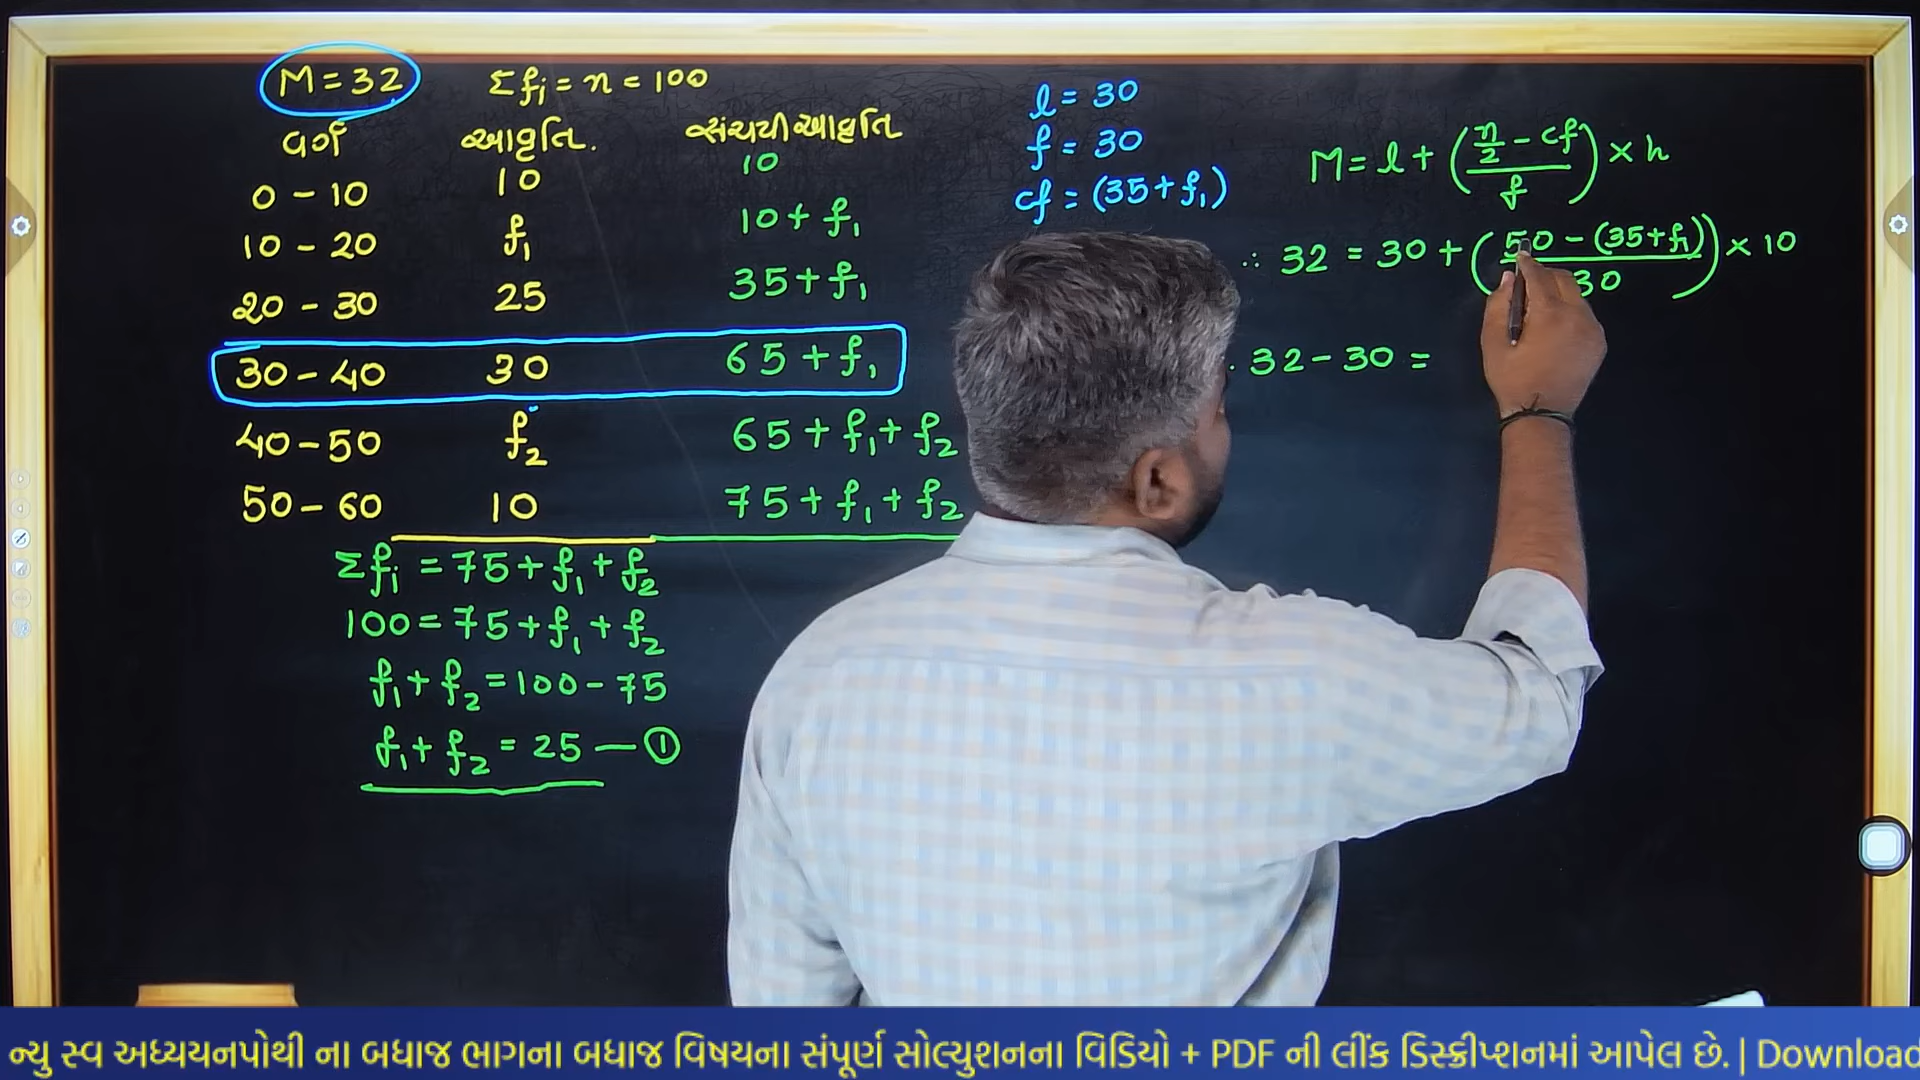 M = 32   Σfi = n = 100
વર્ગ   આવૃત્તિ.   સંચયી આવૃત્તિ
0 - 10   10   10
10 - 20   f₁   10 + f₁
20 - 30   25   35 + f₁
30 - 40   30   65 + f₁
40 - 50   f₂   65 + f₁ + f₂
50 - 60   10   75 + f₁ + f₂
Σfi = 75 + f₁ + f₂
100 = 75 + f₁ + f₂
f₁ + f₂ = 100 - 75
f₁ + f₂ = 25 — ①
l = 30
f = 30
cf = (35 + f₁)
M = l + ((n/2 - cf)/f) × h
∴ 32 = 30 + ((50 - (35 + f₁))/30) × 10
32 - 30 =
ન્યુ સ્વ અધ્યયનપોથી ના બધાજ ભાગના બધાજ વિષયના સંપૂર્ણ સોલ્યુશનના વિડિયો + PDF ની લીંક ડિસ્ક્રીપ્શનમાં આપેલ છે. | Download